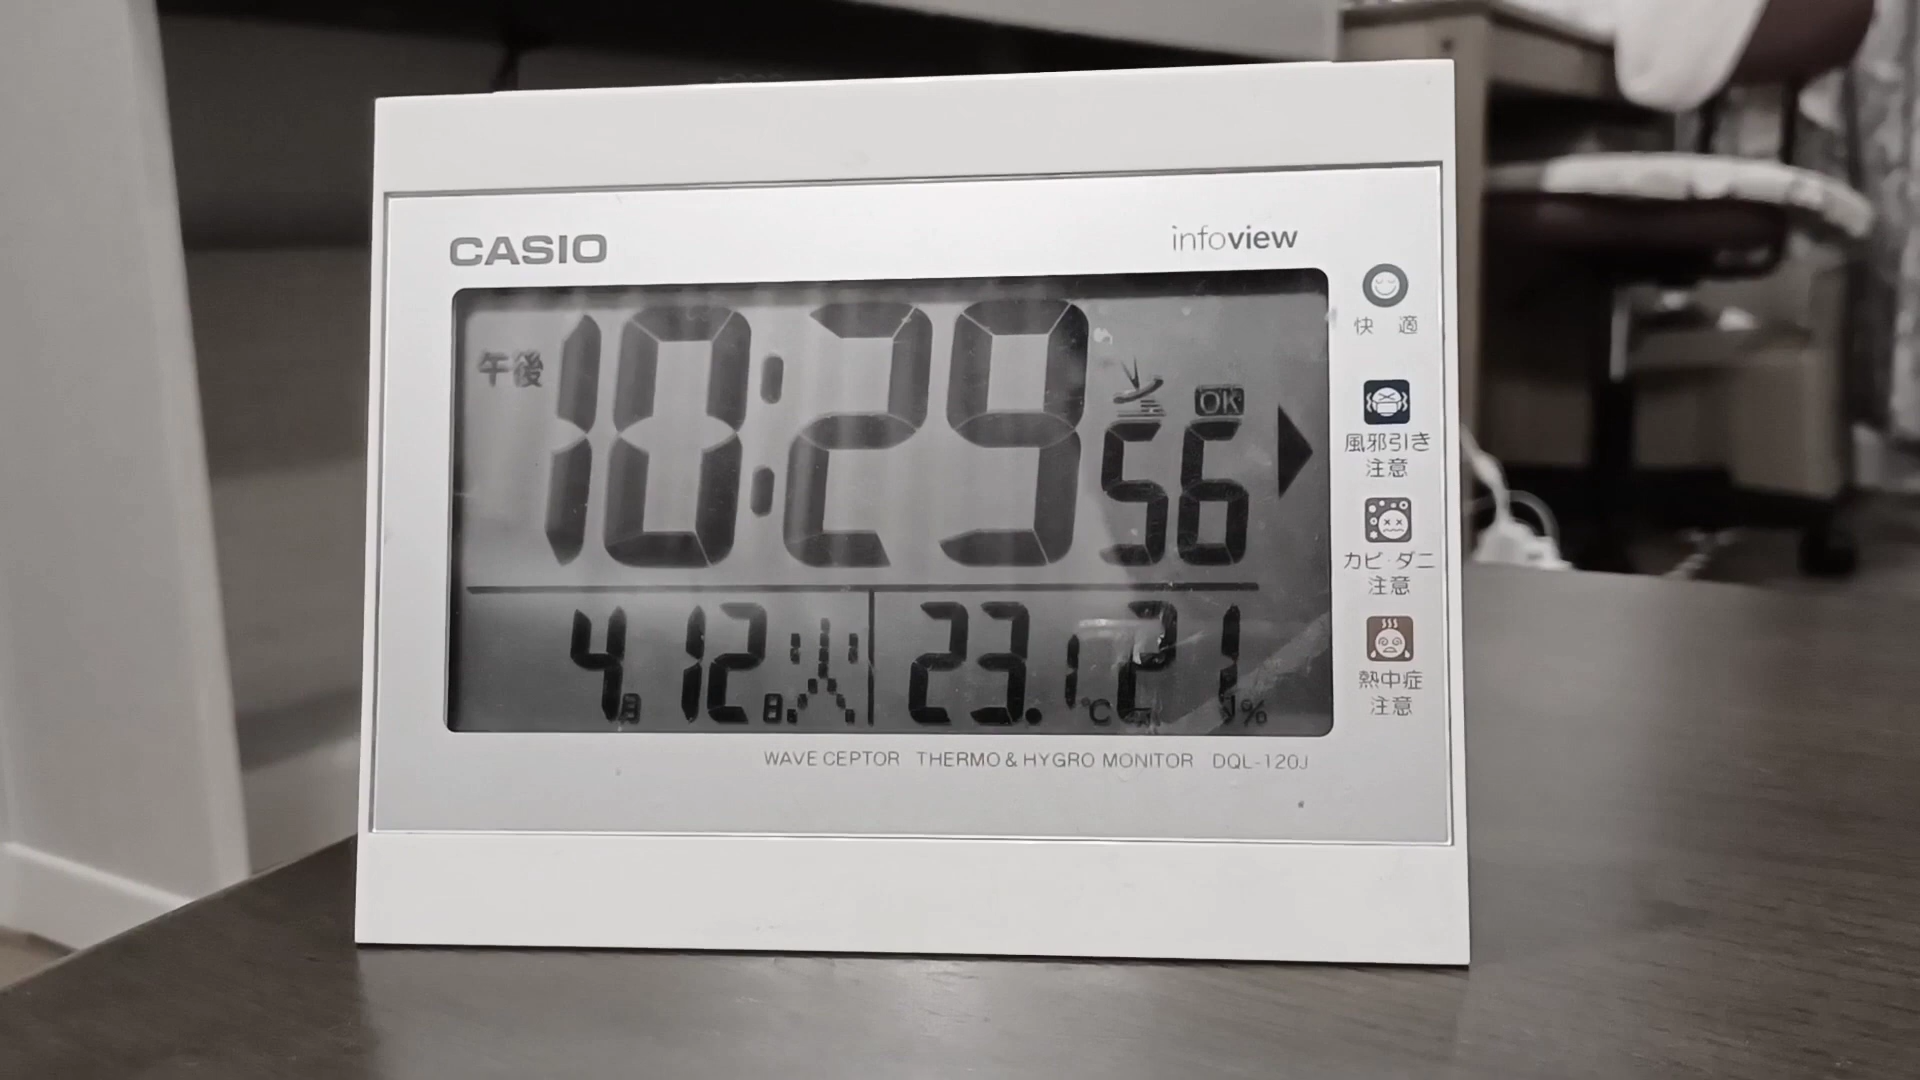 CASIO
infoview
快適
午後 10:29 56 OK
風邪引き
注意
カビ・ダニ
注意
4月12日火 23.1℃ 21%
熱中症
注意
WAVE CEPTOR THERMO & HYGRO MONITOR DQL-120J